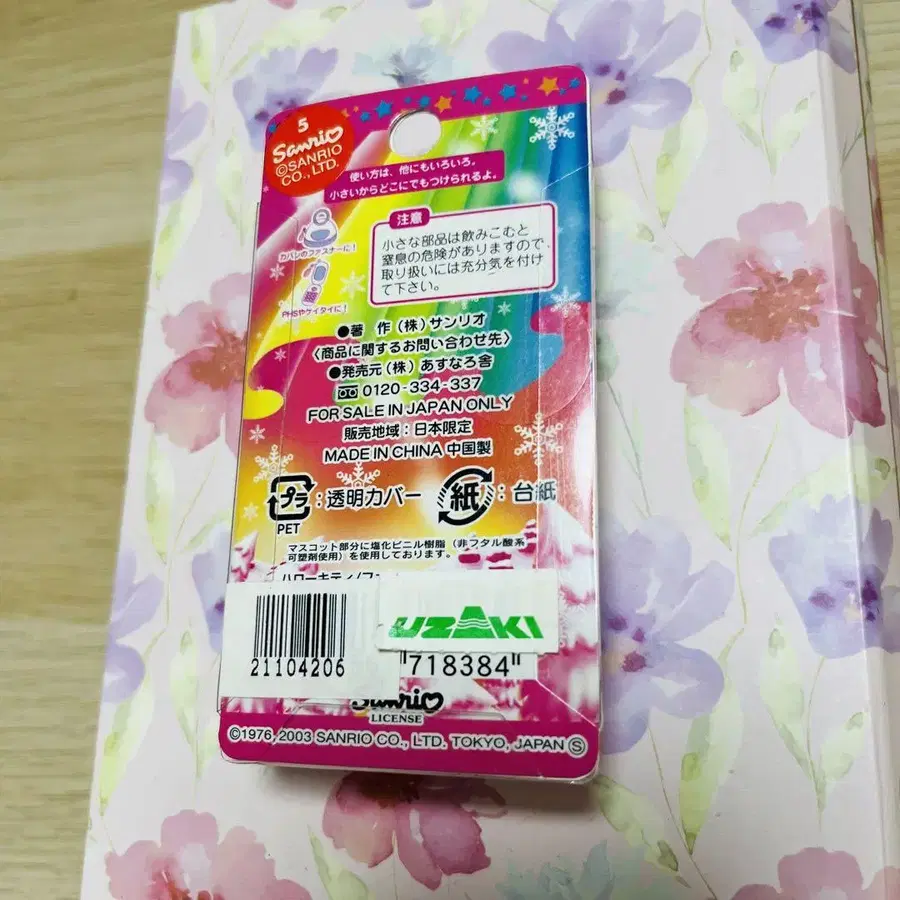 5
Sanrio
©SANRIO
CO., LTD.
使い方は、他にもいろいろ。
小さいからどこにでもつけられるよ。
カバンのファスナーに！
PHSやケイタイに！
注意
小さな部品は飲みこむと
窒息の危険がありますので
取り扱いには充分気を付け
て下さい。
●著 作（株）サンリオ
〈商品に関するお問い合わせ先〉
●発売元（株）あすなろ舎
0120-334-337
FOR SALE IN JAPAN ONLY
販売地域：日本限定
MADE IN CHINA 中国製
プラ：透明カバー 紙：台紙
PET
マスコット部分に塩化ビニル樹脂（非フタル酸系
可塑剤使用）を使用しております。
ハローキティ/フ
UZAKI
21104206
"718384"
Sanrio
LICENSE
©1976, 2003 SANRIO CO., LTD. TOKYO, JAPAN Ⓢ